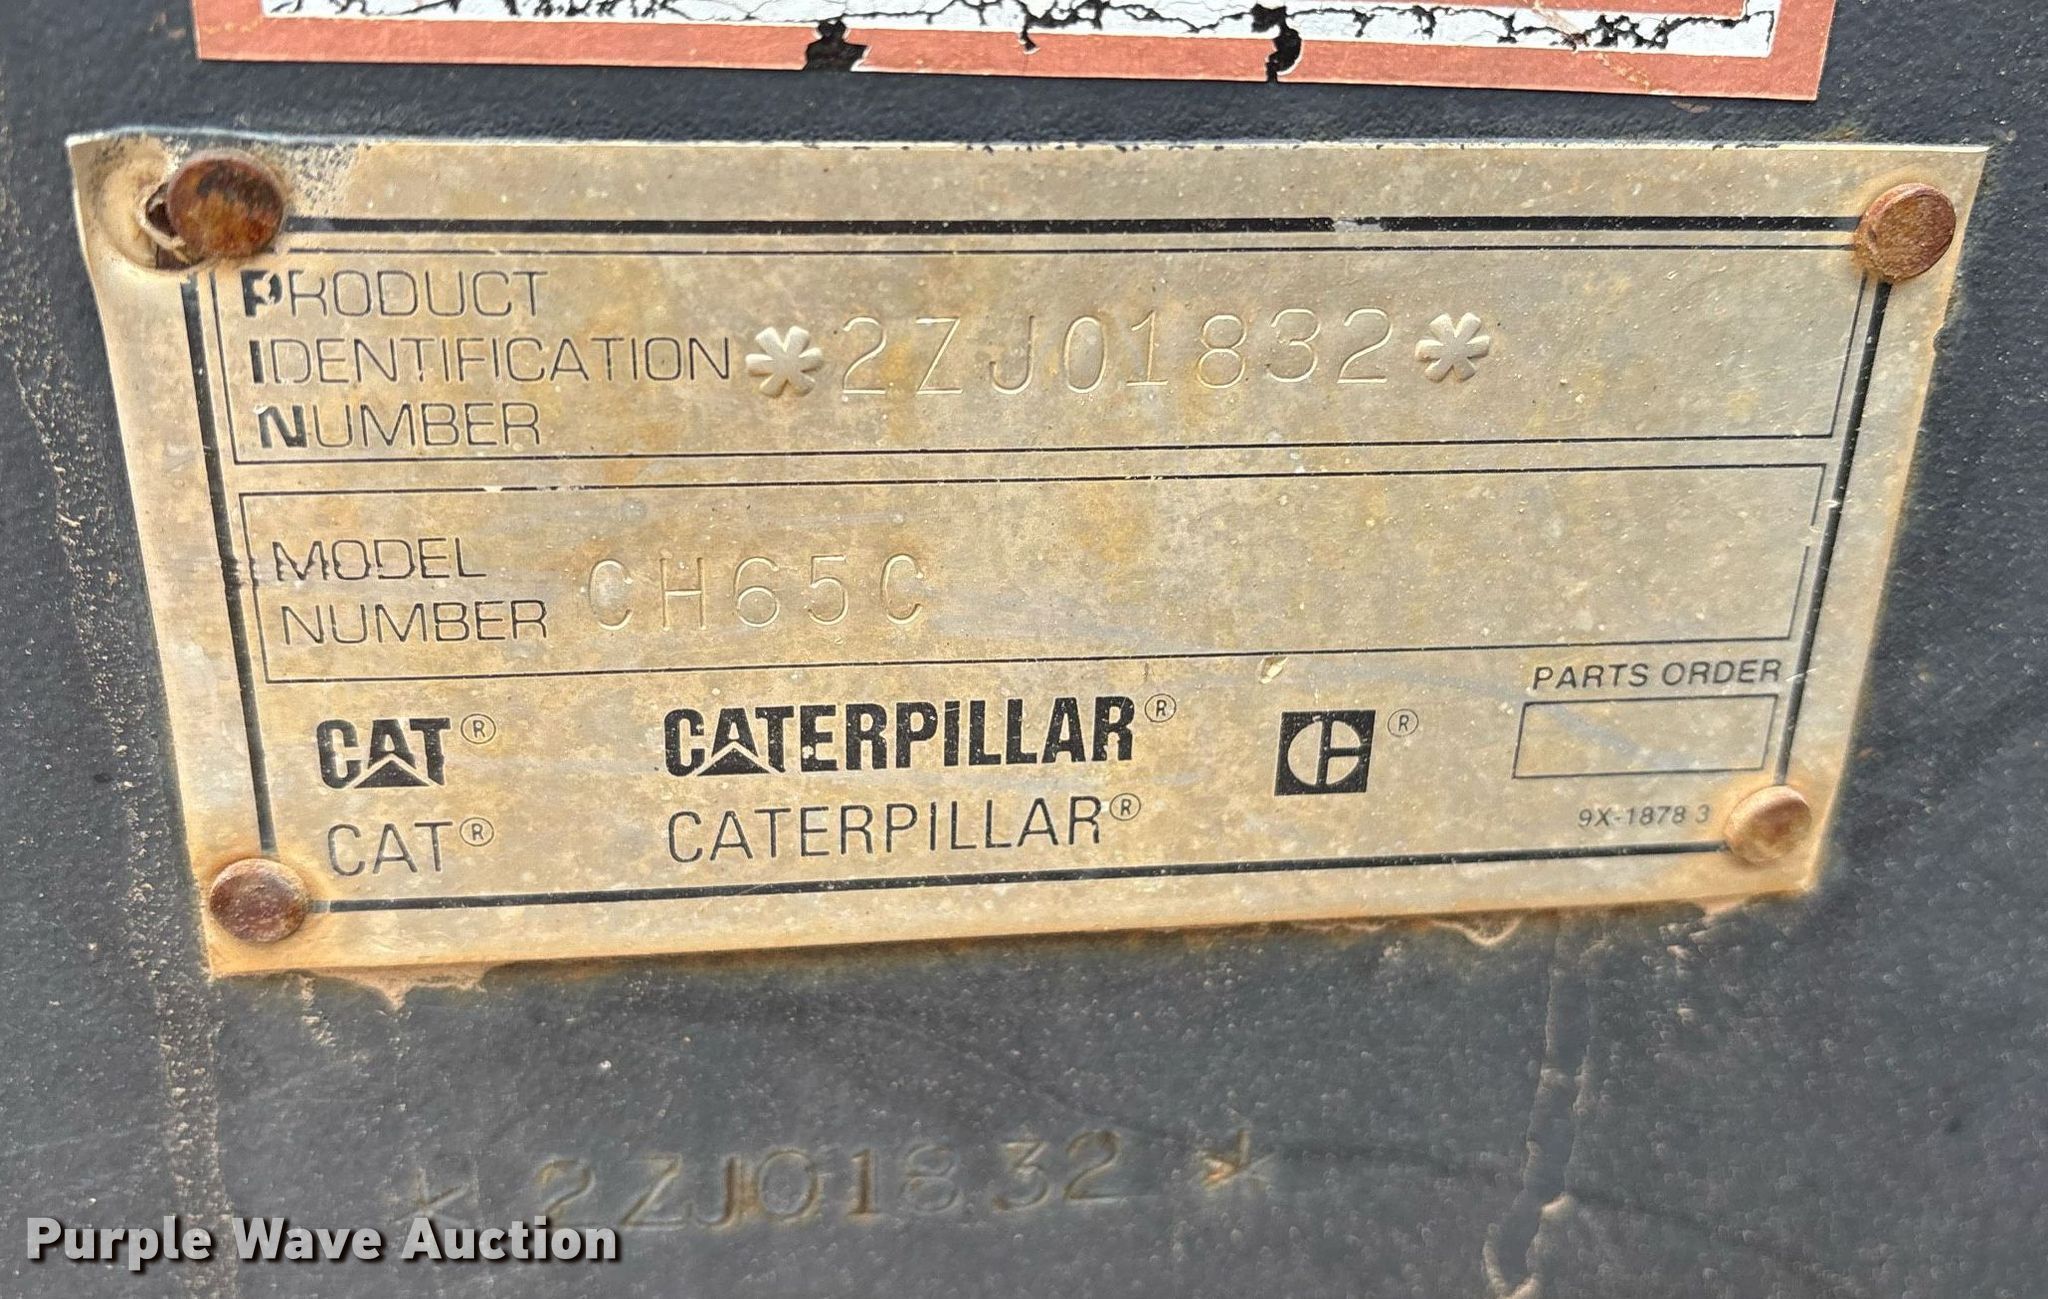 PRODUCT
IDENTIFICATION *2ZJ01832*
NUMBER
MODEL
NUMBER CH65C
PARTS ORDER
CAT® CATERPILLAR® C®
CAT® CATERPILLAR®
9X-1878 3
* 2ZJ01832 *
Purple Wave Auction